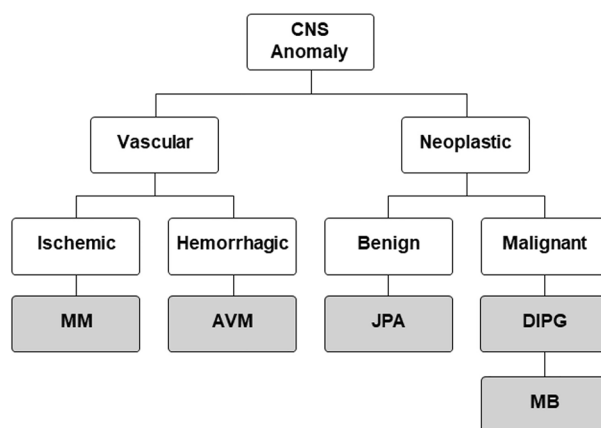 CNS
Anomaly
Vascular
Neoplastic
Ischemic
Hemorrhagic
Benign
Malignant
MM
AVM
JPA
DIPG
MB